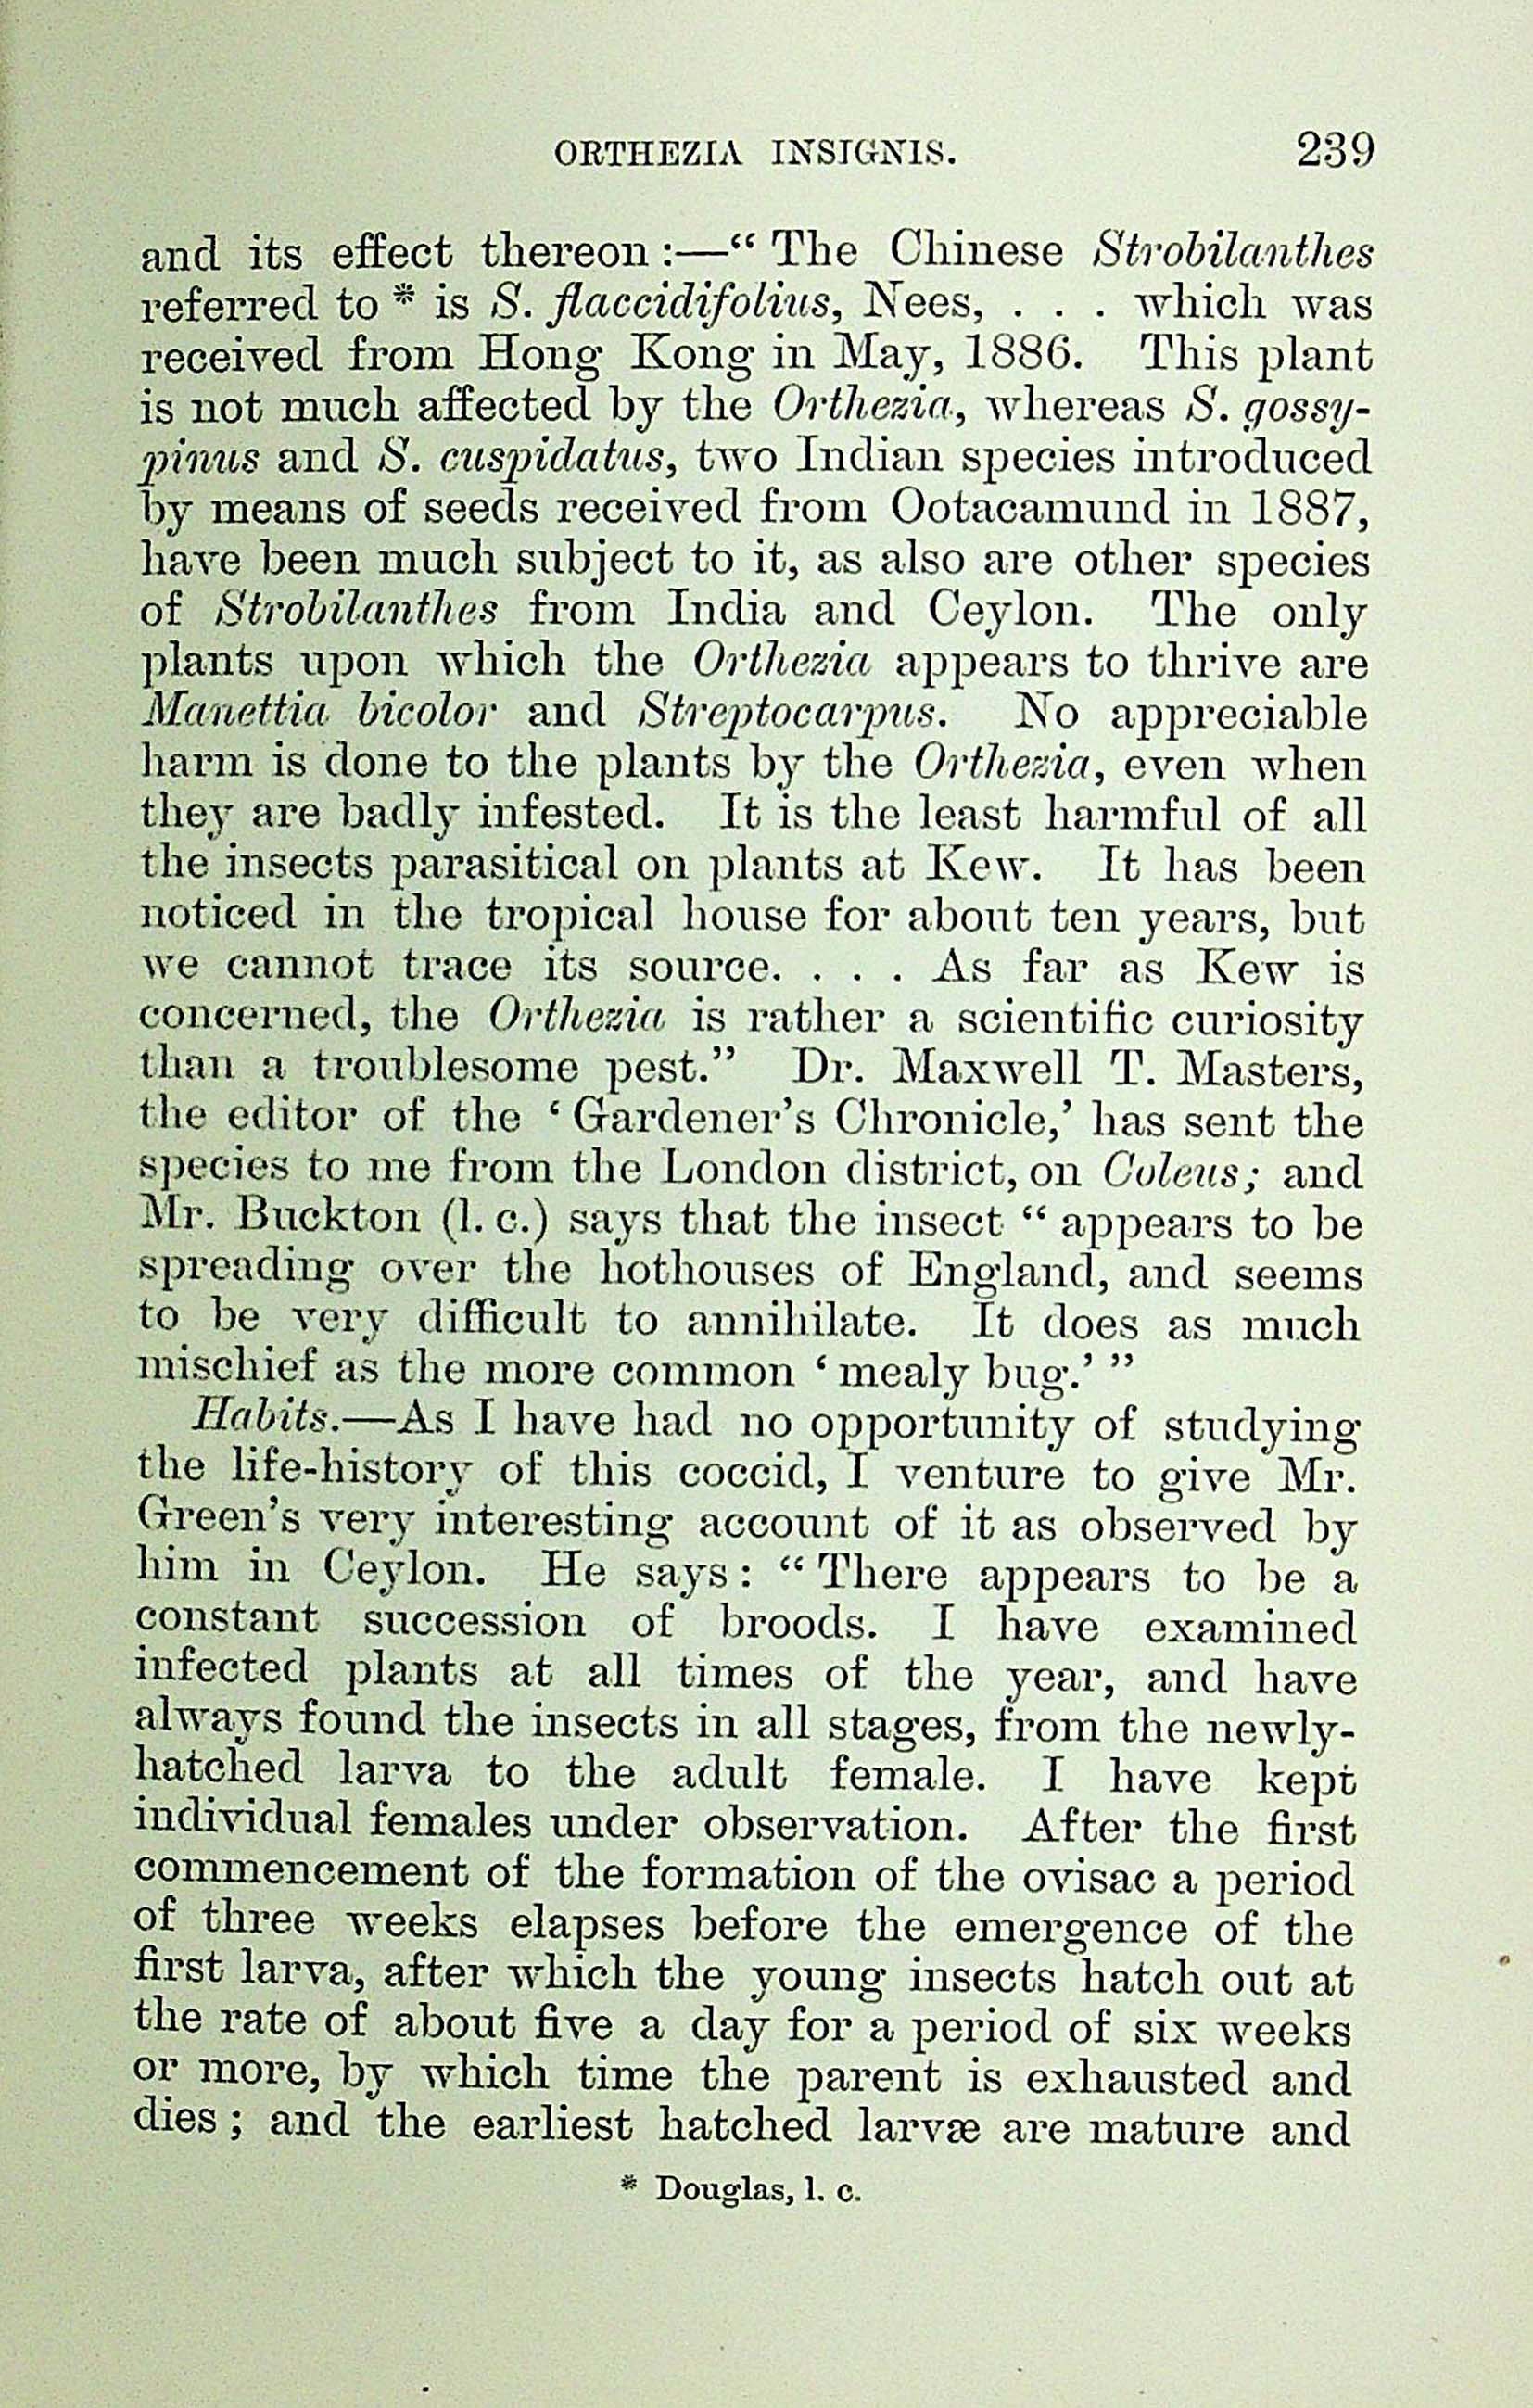 ORTHEZIA INSIGNIS. 239
and its effect thereon:—“ The Chinese Strobilanthes
referred to * is S. flaccidifolius, Nees, . . . which was
received from Hong Kong in May, 1886. This plant
is not much affected by the Orthezia, whereas S. gossy-
pinus and S. cuspidatus, two Indian species introduced
by means of seeds received from Ootacamund in 1887,
have been much subject to it, as also are other species
of Strobilanthes from India and Ceylon. The only
plants upon which the Orthezia appears to thrive are
Manettia bicolor and Streptocarpus. No appreciable
harm is done to the plants by the Orthezia, even when
they are badly infested. It is the least harmful of all
the insects parasitical on plants at Kew. It has been
noticed in the tropical house for about ten years, but
we cannot trace its source. . . . As far as Kew is
concerned, the Orthezia is rather a scientific curiosity
than a troublesome pest.” Dr. Maxwell T. Masters,
the editor of the ‘ Gardener’s Chronicle,’ has sent the
species to me from the London district, on Coleus; and
Mr. Buckton (l. c.) says that the insect “ appears to be
spreading over the hothouses of England, and seems
to be very difficult to annihilate. It does as much
mischief as the more common ‘ mealy bug.’ ”
Habits.—As I have had no opportunity of studying
the life-history of this coccid, I venture to give Mr.
Green’s very interesting account of it as observed by
him in Ceylon. He says: “ There appears to be a
constant succession of broods. I have examined
infected plants at all times of the year, and have
always found the insects in all stages, from the newly-
hatched larva to the adult female. I have kept
individual females under observation. After the first
commencement of the formation of the ovisac a period
of three weeks elapses before the emergence of the
first larva, after which the young insects hatch out at
the rate of about five a day for a period of six weeks
or more, by which time the parent is exhausted and
dies ; and the earliest hatched larvæ are mature and
* Douglas, l. c.